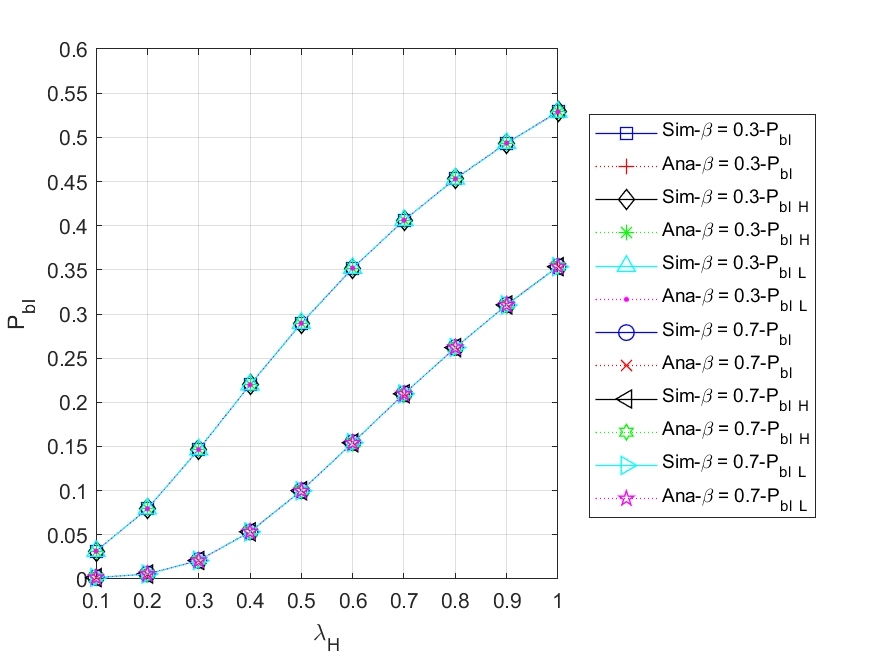 0.6
0.55
0.5
0.45
0.4
0.35
0.3
0.25
0.2
0.15
0.1
0.05
0
P_bl
0.1 0.2 0.3 0.4 0.5 0.6 0.7 0.8 0.9 1
λ_H
Sim-β = 0.3-P_bl
Ana-β = 0.3-P_bl
Sim-β = 0.3-P_bl H
Ana-β = 0.3-P_bl H
Sim-β = 0.3-P_bl L
Ana-β = 0.3-P_bl L
Sim-β = 0.7-P_bl
Ana-β = 0.7-P_bl
Sim-β = 0.7-P_bl H
Ana-β = 0.7-P_bl H
Sim-β = 0.7-P_bl L
Ana-β = 0.7-P_bl L